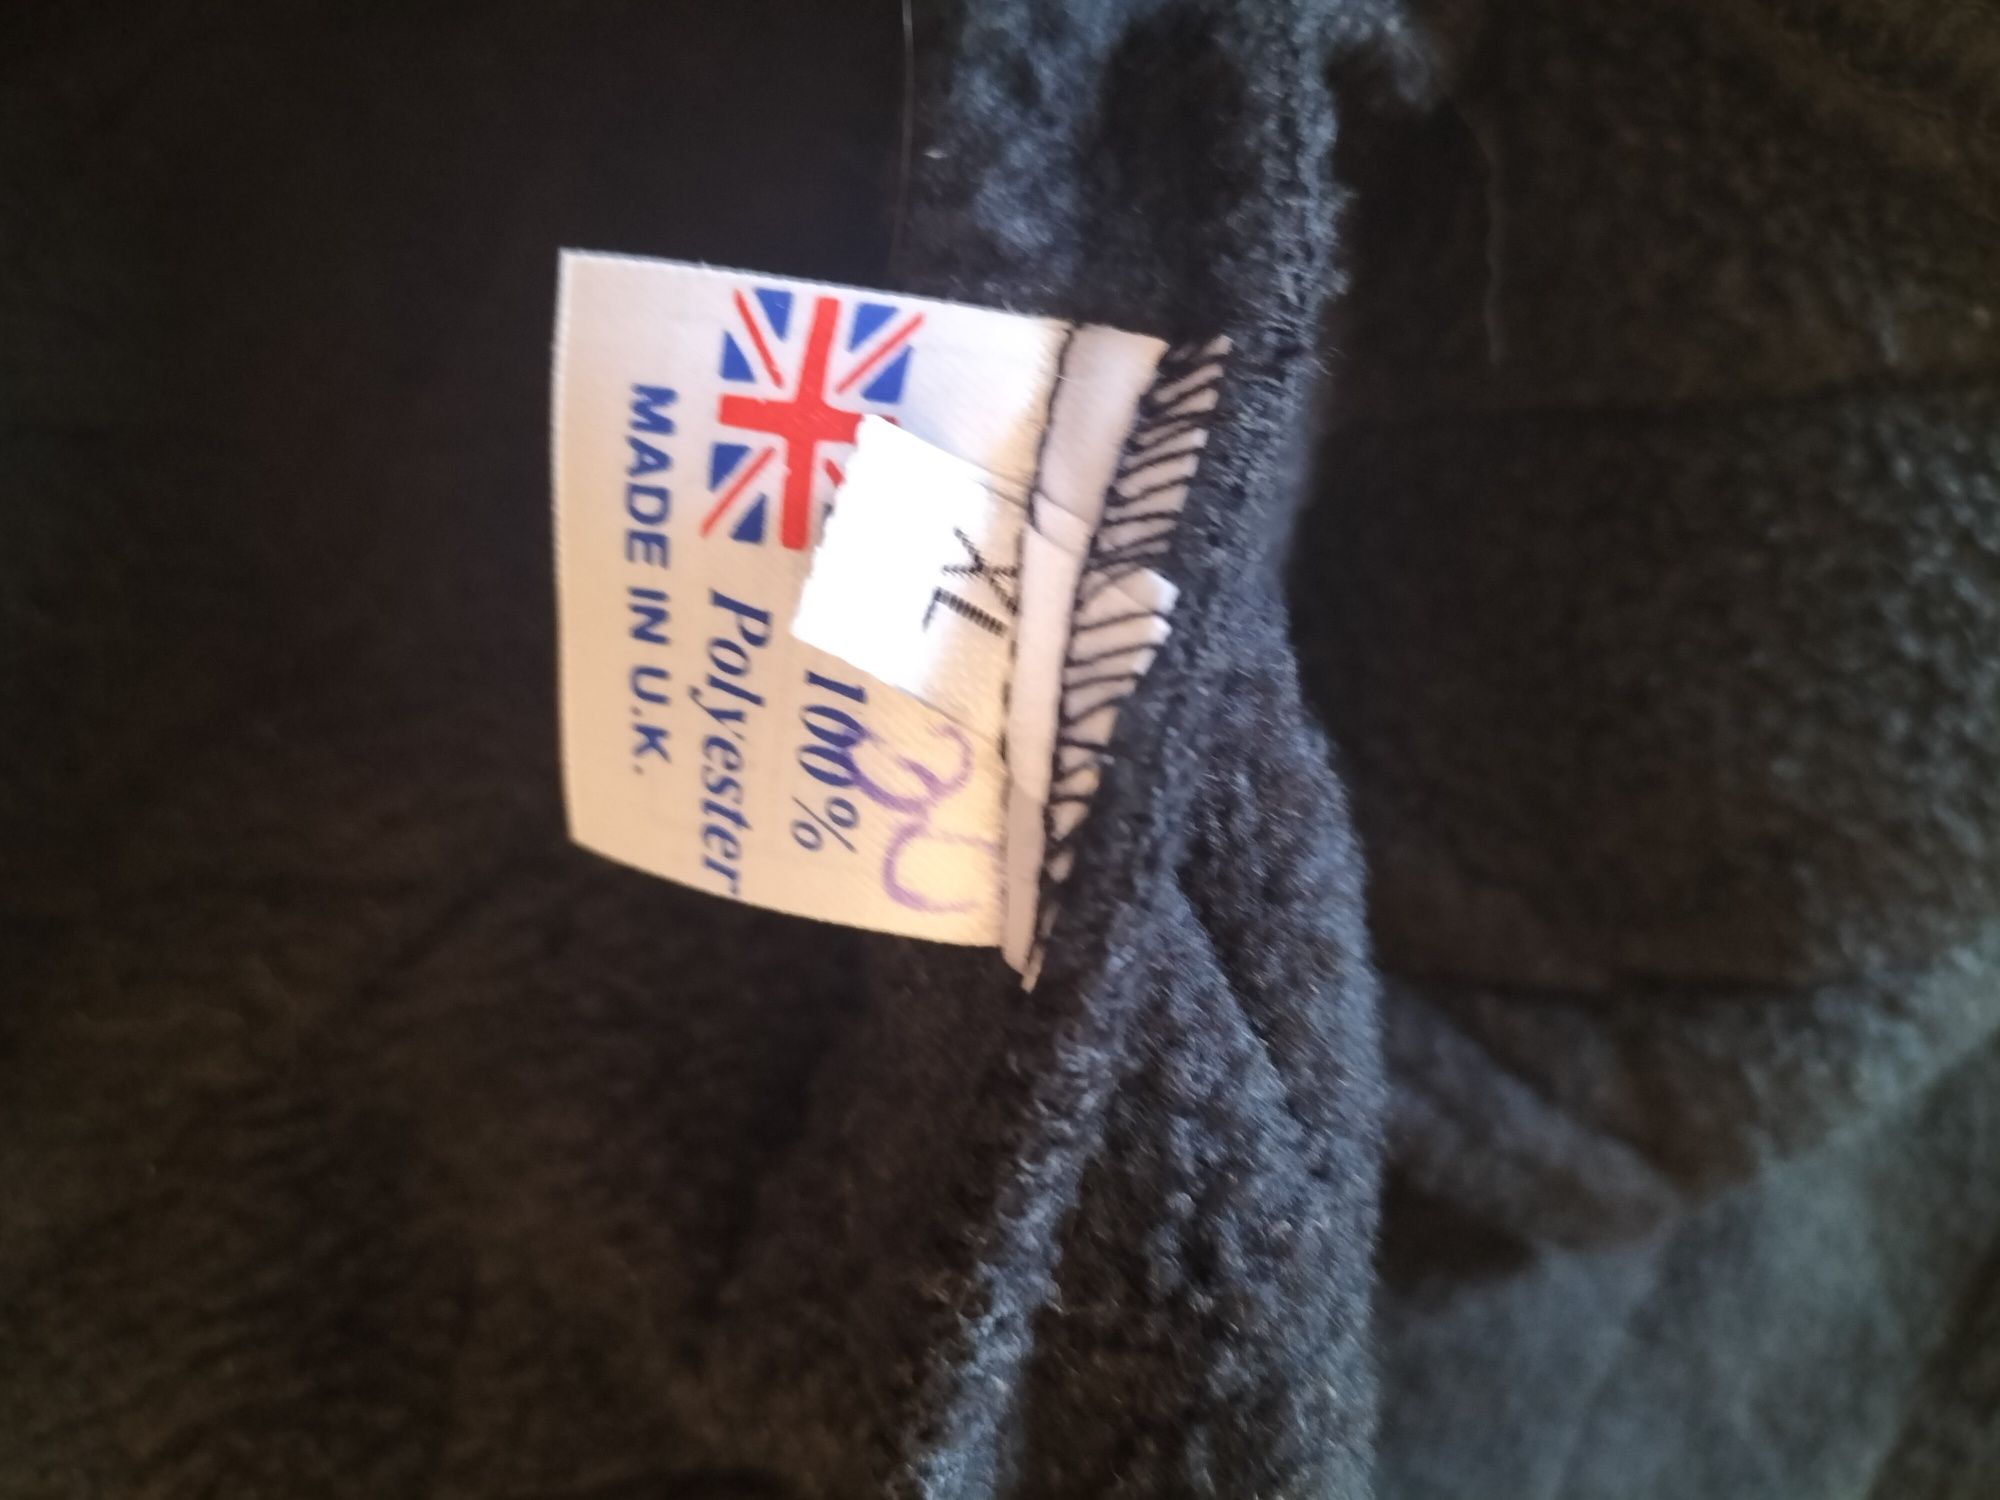 XL
100%
Polyester
MADE IN U.K.